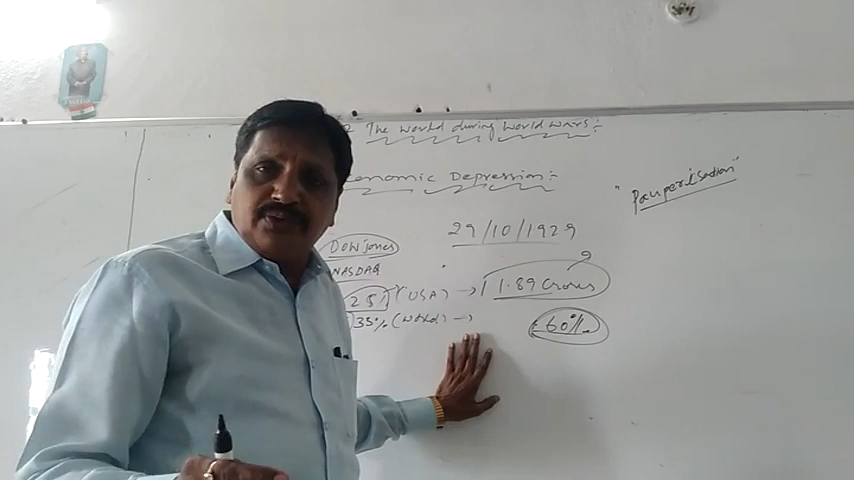 The world during world wars:-
Economic Depression:-
"Pauperisation"
29/10/1929
DOW Jones
NASDAQ
25% (USA) → 1.89 Crores
35% (World) → 60%